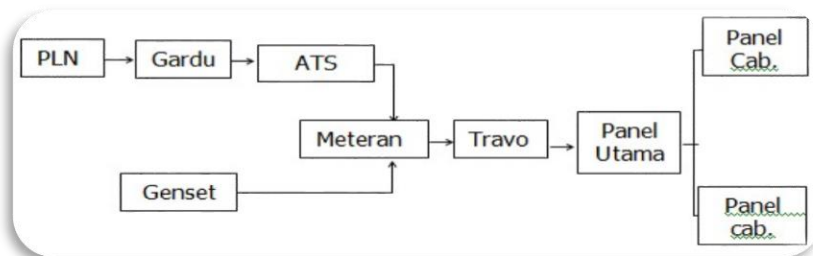 PLN
Gardu
ATS
Meteran
Travo
Panel
Utama
Genset
Panel
Cab.
Panel
cab.